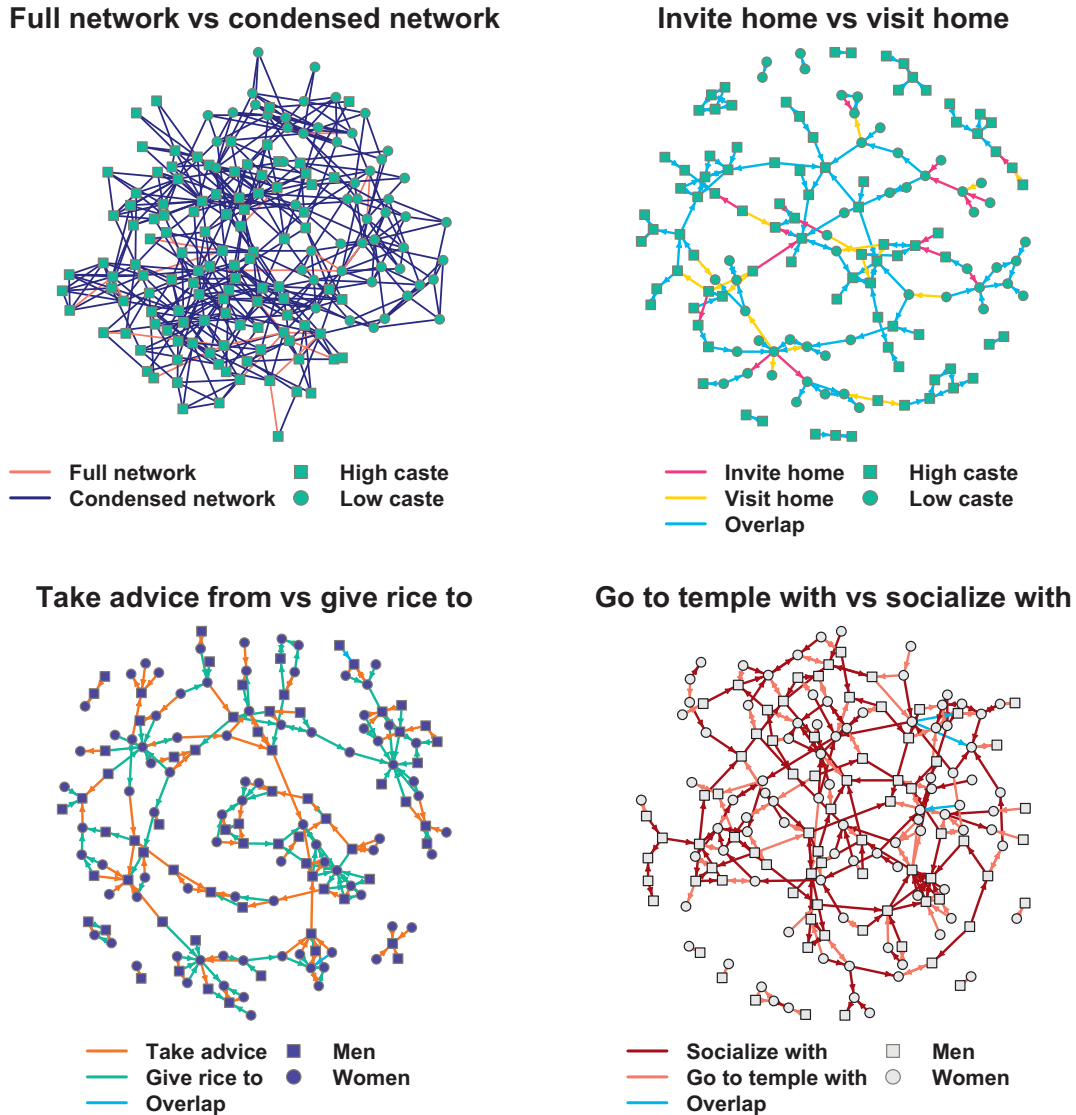 Full network vs condensed network
Full network
Condensed network
High caste
Low caste
Invite home vs visit home
Invite home
Visit home
Overlap
High caste
Low caste
Take advice from vs give rice to
Take advice
Give rice to
Overlap
Men
Women
Go to temple with vs socialize with
Socialize with
Go to temple with
Overlap
Men
Women